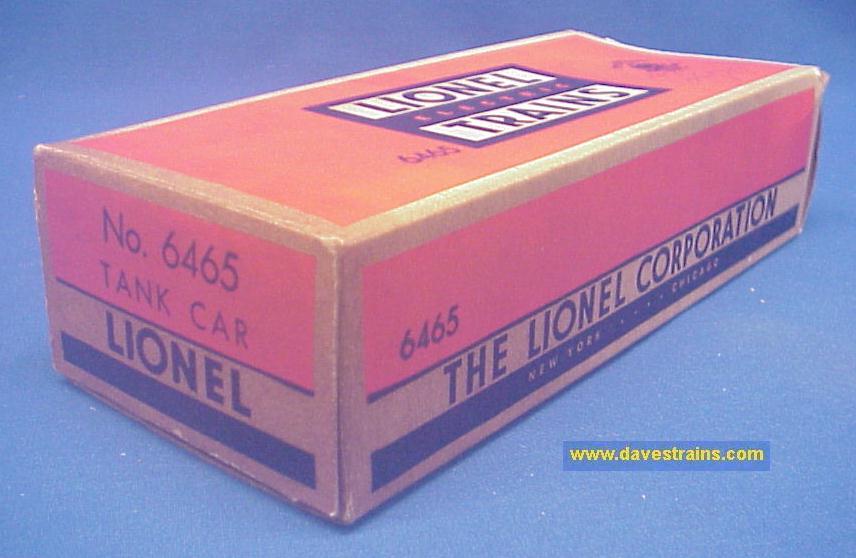 LIONEL
ELECTRIC
TRAINS
6465
No. 6465
TANK CAR
LIONEL
6465
THE LIONEL CORPORATION
NEW YORK . . . . . CHICAGO
www.davestrains.com